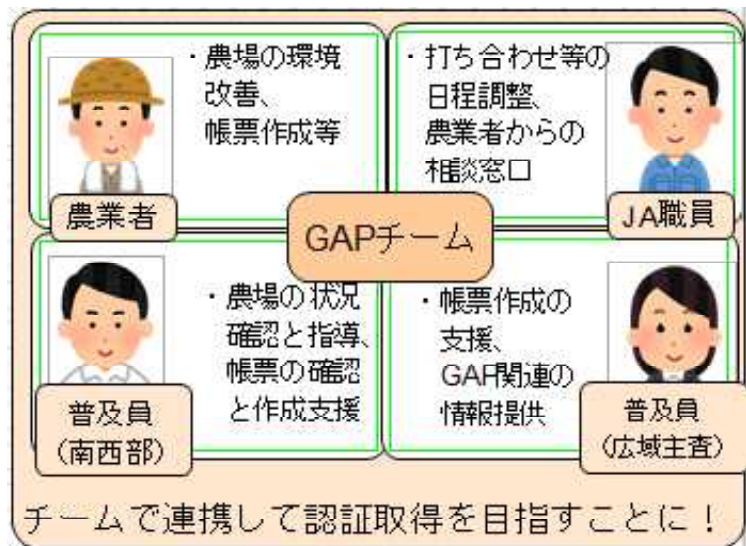 ・農場の環境
改善、
帳票作成等
農業者
・打ち合わせ等の
日程調整、
農業者からの
相談窓口
JA職員
GAPチーム
・農場の状況
確認と指導、
帳票の確認
と作成支援
普及員
(南西部)
・帳票作成の
支援、
GAP関連の
情報提供
普及員
(広域主査)
チームで連携して認証取得を目指すことに！